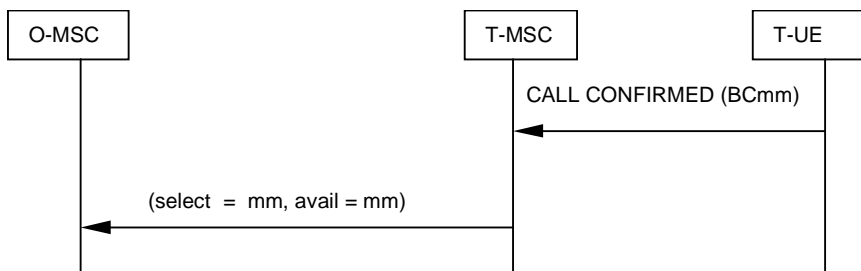 O-MSC
T-MSC
T-UE
CALL CONFIRMED (BCmm)
(select = mm, avail = mm)